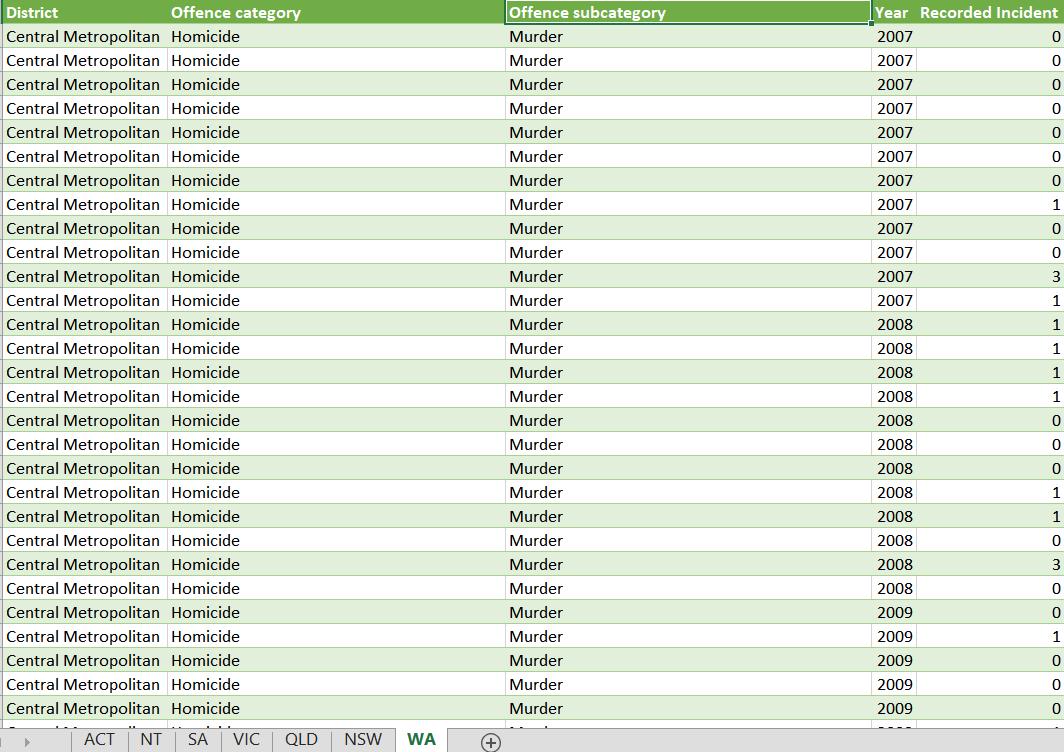 District Offence category Offence subcategory Year Recorded Incident
Central Metropolitan Homicide Murder 2007 0
Central Metropolitan Homicide Murder 2007 0
Central Metropolitan Homicide Murder 2007 0
Central Metropolitan Homicide Murder 2007 0
Central Metropolitan Homicide Murder 2007 0
Central Metropolitan Homicide Murder 2007 0
Central Metropolitan Homicide Murder 2007 0
Central Metropolitan Homicide Murder 2007 1
Central Metropolitan Homicide Murder 2007 0
Central Metropolitan Homicide Murder 2007 0
Central Metropolitan Homicide Murder 2007 3
Central Metropolitan Homicide Murder 2007 1
Central Metropolitan Homicide Murder 2008 1
Central Metropolitan Homicide Murder 2008 1
Central Metropolitan Homicide Murder 2008 1
Central Metropolitan Homicide Murder 2008 1
Central Metropolitan Homicide Murder 2008 0
Central Metropolitan Homicide Murder 2008 0
Central Metropolitan Homicide Murder 2008 0
Central Metropolitan Homicide Murder 2008 1
Central Metropolitan Homicide Murder 2008 1
Central Metropolitan Homicide Murder 2008 0
Central Metropolitan Homicide Murder 2008 3
Central Metropolitan Homicide Murder 2008 0
Central Metropolitan Homicide Murder 2009 0
Central Metropolitan Homicide Murder 2009 1
Central Metropolitan Homicide Murder 2009 0
Central Metropolitan Homicide Murder 2009 0
Central Metropolitan Homicide Murder 2009 0
ACT NT SA VIC QLD NSW WA